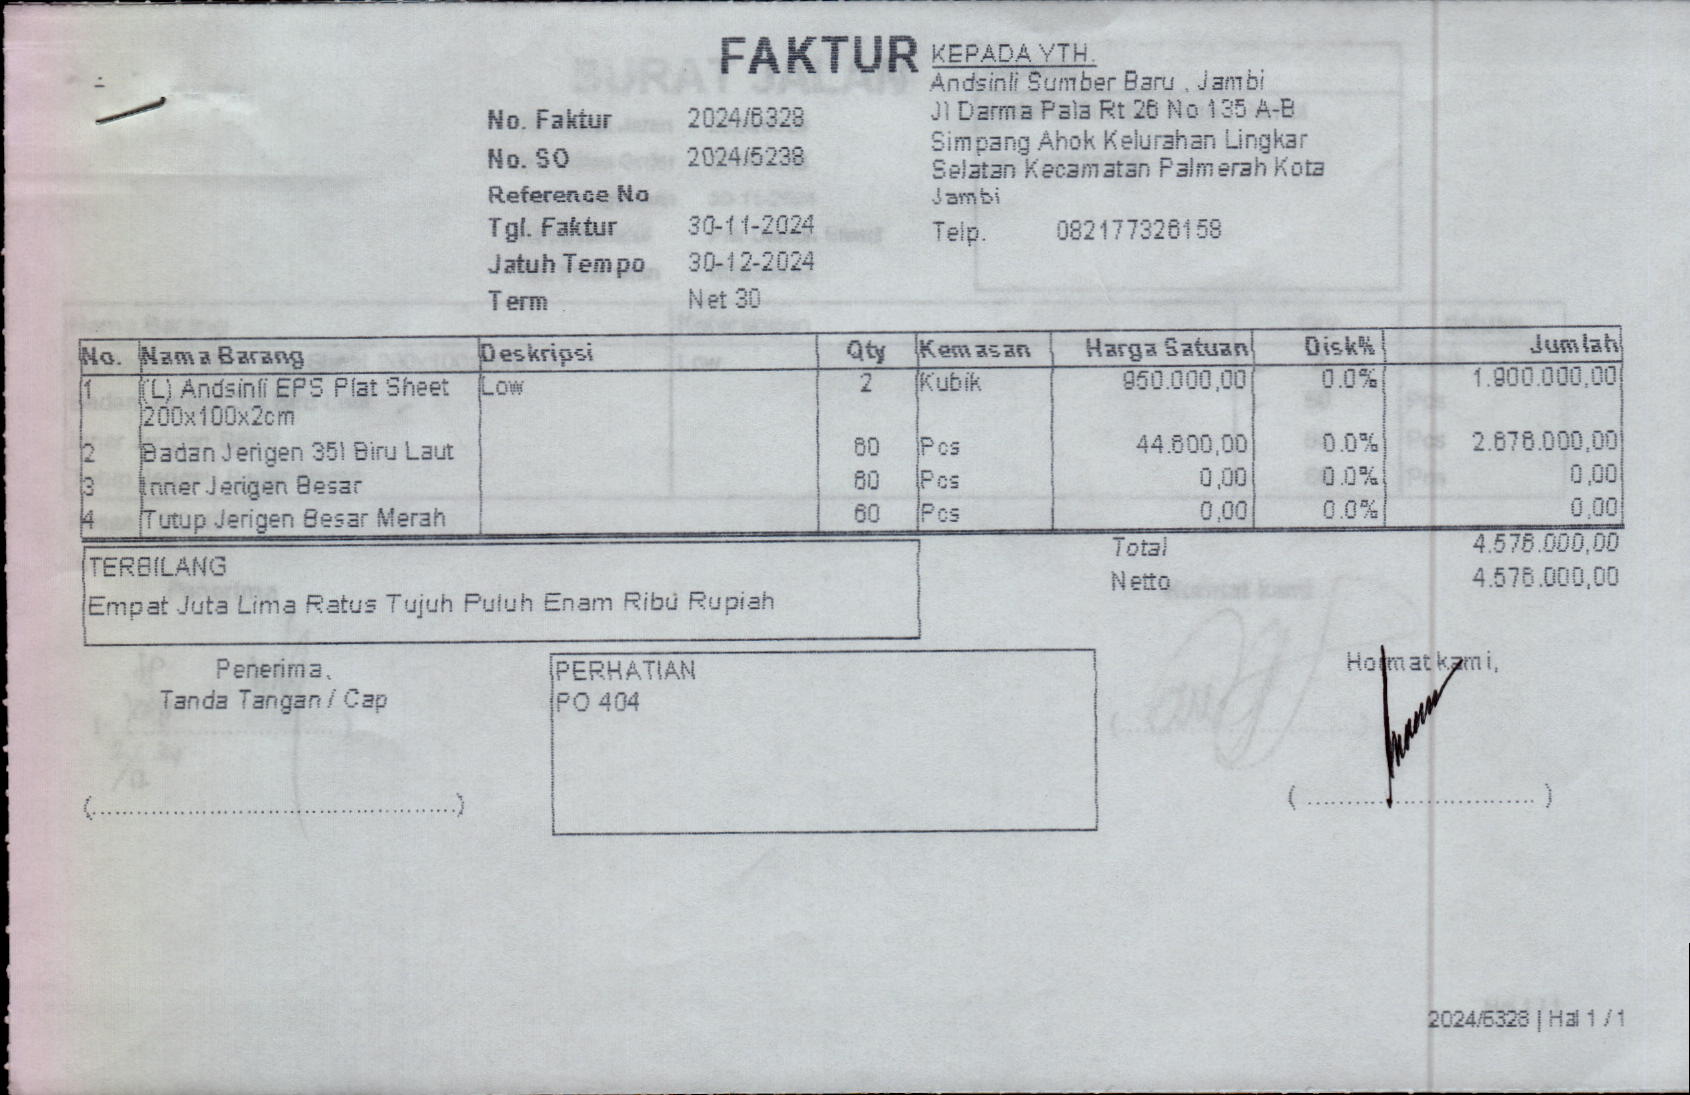 FAKTUR
No. Faktur 2024/6328
No. SO 2024/5238
Reference No
Tgl. Faktur 30-11-2024
Jatuh Tempo 30-12-2024
Term Net 30
KEPADA YTH.
Andsinli Sumber Baru , Jambi
Jl Darma Pala Rt 26 No 135 A-B
Simpang Ahok Kelurahan Lingkar
Selatan Kecamatan Palmerah Kota
Jambi
Telp. 082177326158
No. Nama Barang Deskripsi Qty Kemasan Harga Satuan Disk% Jumlah
1 (L) Andsinli EPS Plat Sheet Low 2 Kubik 950.000,00 0.0% 1.900.000,00
200x100x2cm
2 Badan Jerigen 35l Biru Laut 60 Pcs 44.600,00 0.0% 2.676.000,00
3 Inner Jerigen Besar 60 Pcs 0,00 0.0% 0,00
4 Tutup Jerigen Besar Merah 60 Pcs 0,00 0.0% 0,00
Total 4.576.000,00
Netto 4.576.000,00
TERBILANG
Empat Juta Lima Ratus Tujuh Puluh Enam Ribu Rupiah
Penerima,
Tanda Tangan / Cap
(............................................)
PERHATIAN
PO 404
Hormat kami,
( ............................ )
2024/6328 | Hal 1 / 1